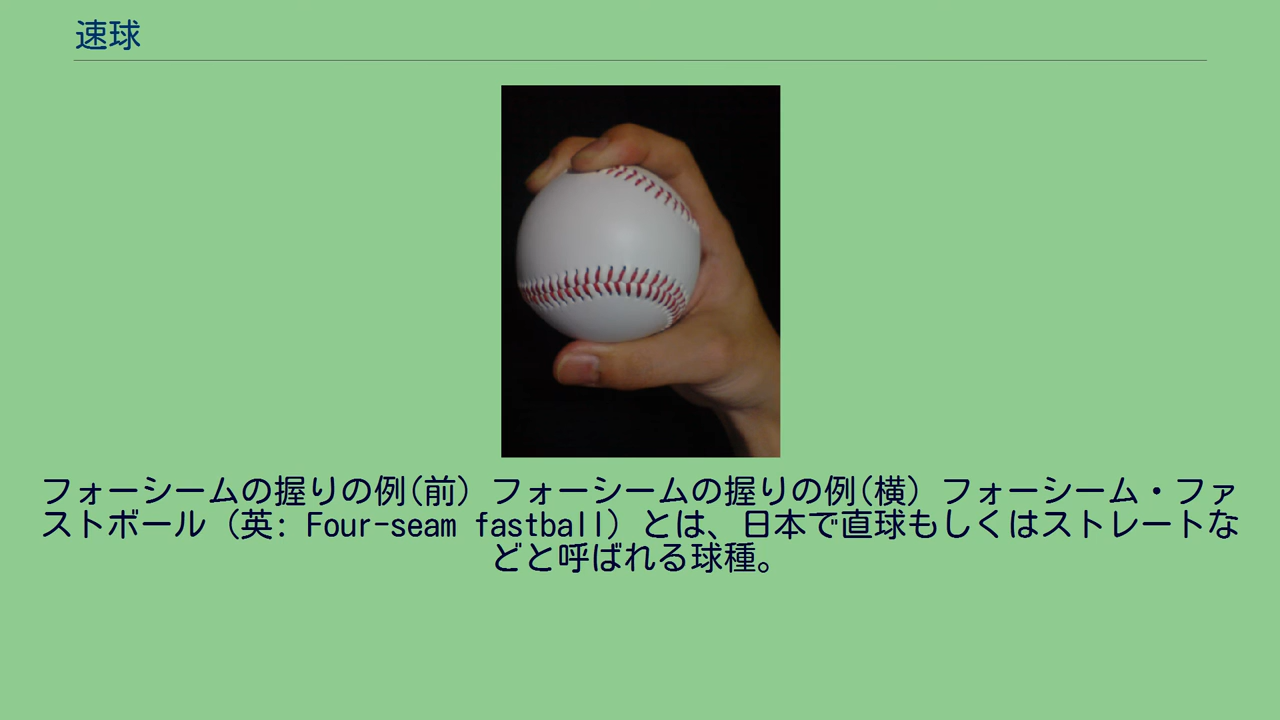 速球
フォーシームの握りの例(前) フォーシームの握りの例(横) フォーシーム・ファ
ストボール（英: Four-seam fastball）とは、日本で直球もしくはストレートな
どと呼ばれる球種。